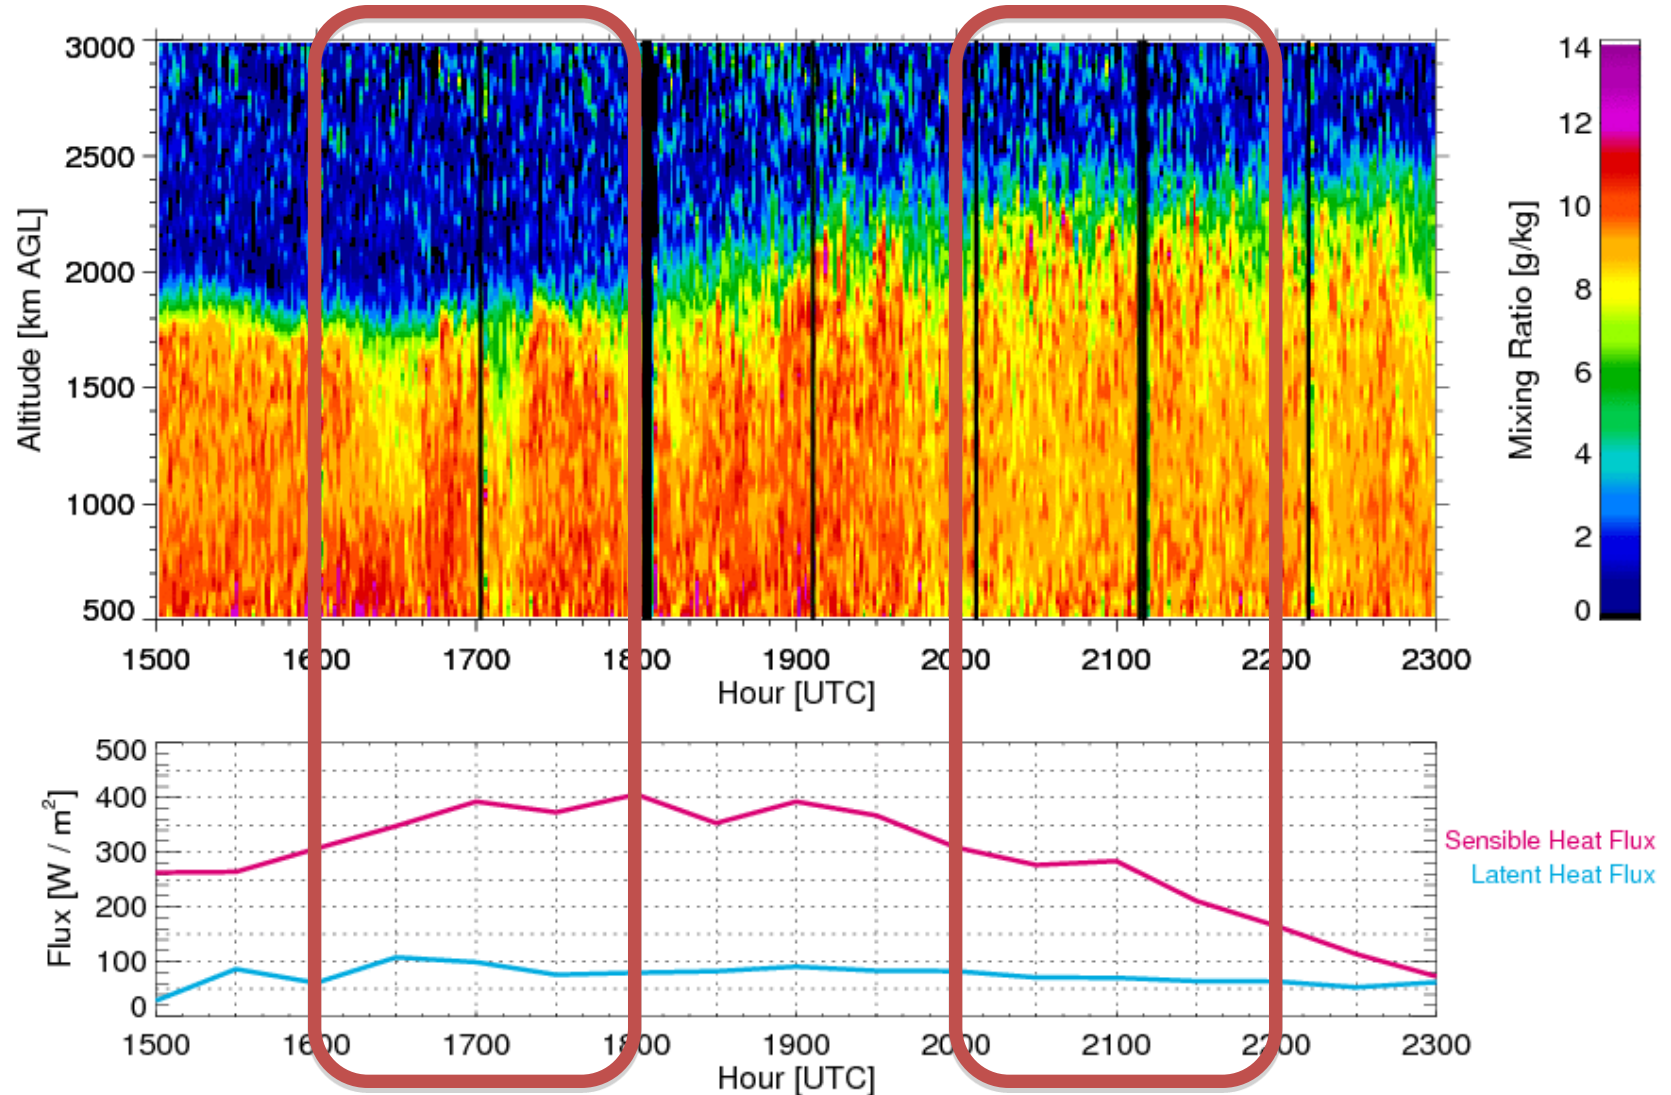 3000
2500
2000
1500
1000
500
Altitude [km AGL]
1500 1600 1700 1800 1900 2000 2100 2200 2300
Hour [UTC]
14
12
10
8
6
4
2
0
Mixing Ratio [g/kg]
500
400
300
200
100
0
Flux [W / m²]
1500 1600 1700 1800 1900 2000 2100 2200 2300
Hour [UTC]
Sensible Heat Flux
Latent Heat Flux